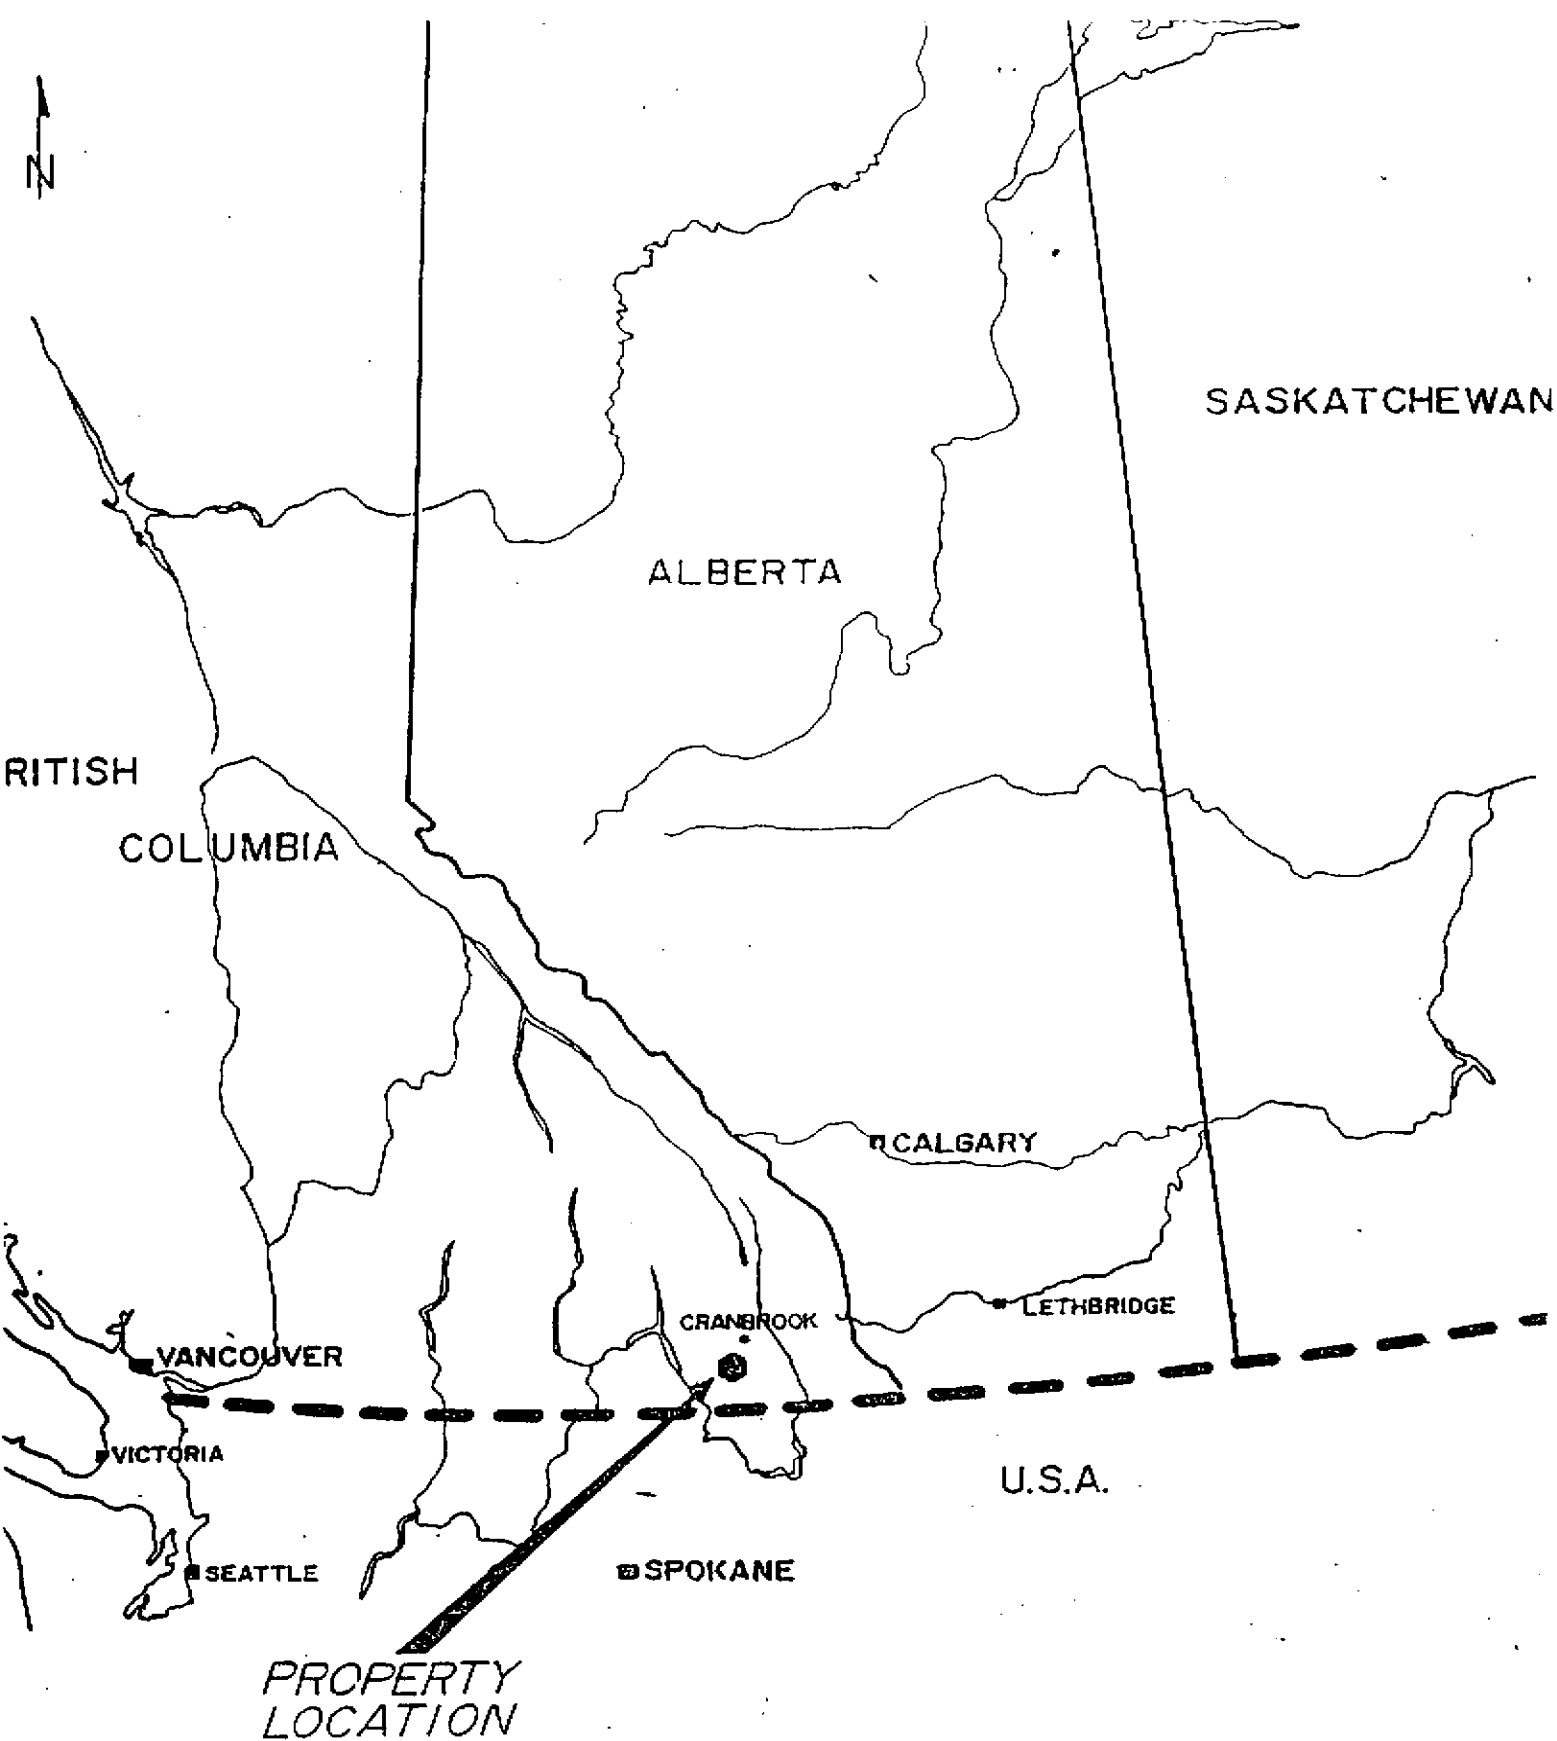 N
SASKATCHEWAN
ALBERTA
RITISH
COLUMBIA
CALGARY
LETHBRIDGE
CRANBROOK
VANCOUVER
VICTORIA
U.S.A.
SEATTLE
SPOKANE
PROPERTY
LOCATION